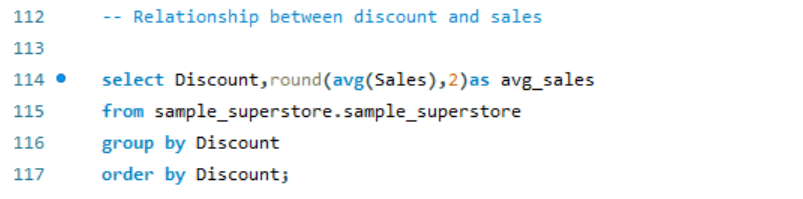 112 -- Relationship between discount and sales
113
114 select Discount,round(avg(Sales),2)as avg_sales
115 from sample_superstore.sample_superstore
116 group by Discount
117 order by Discount;